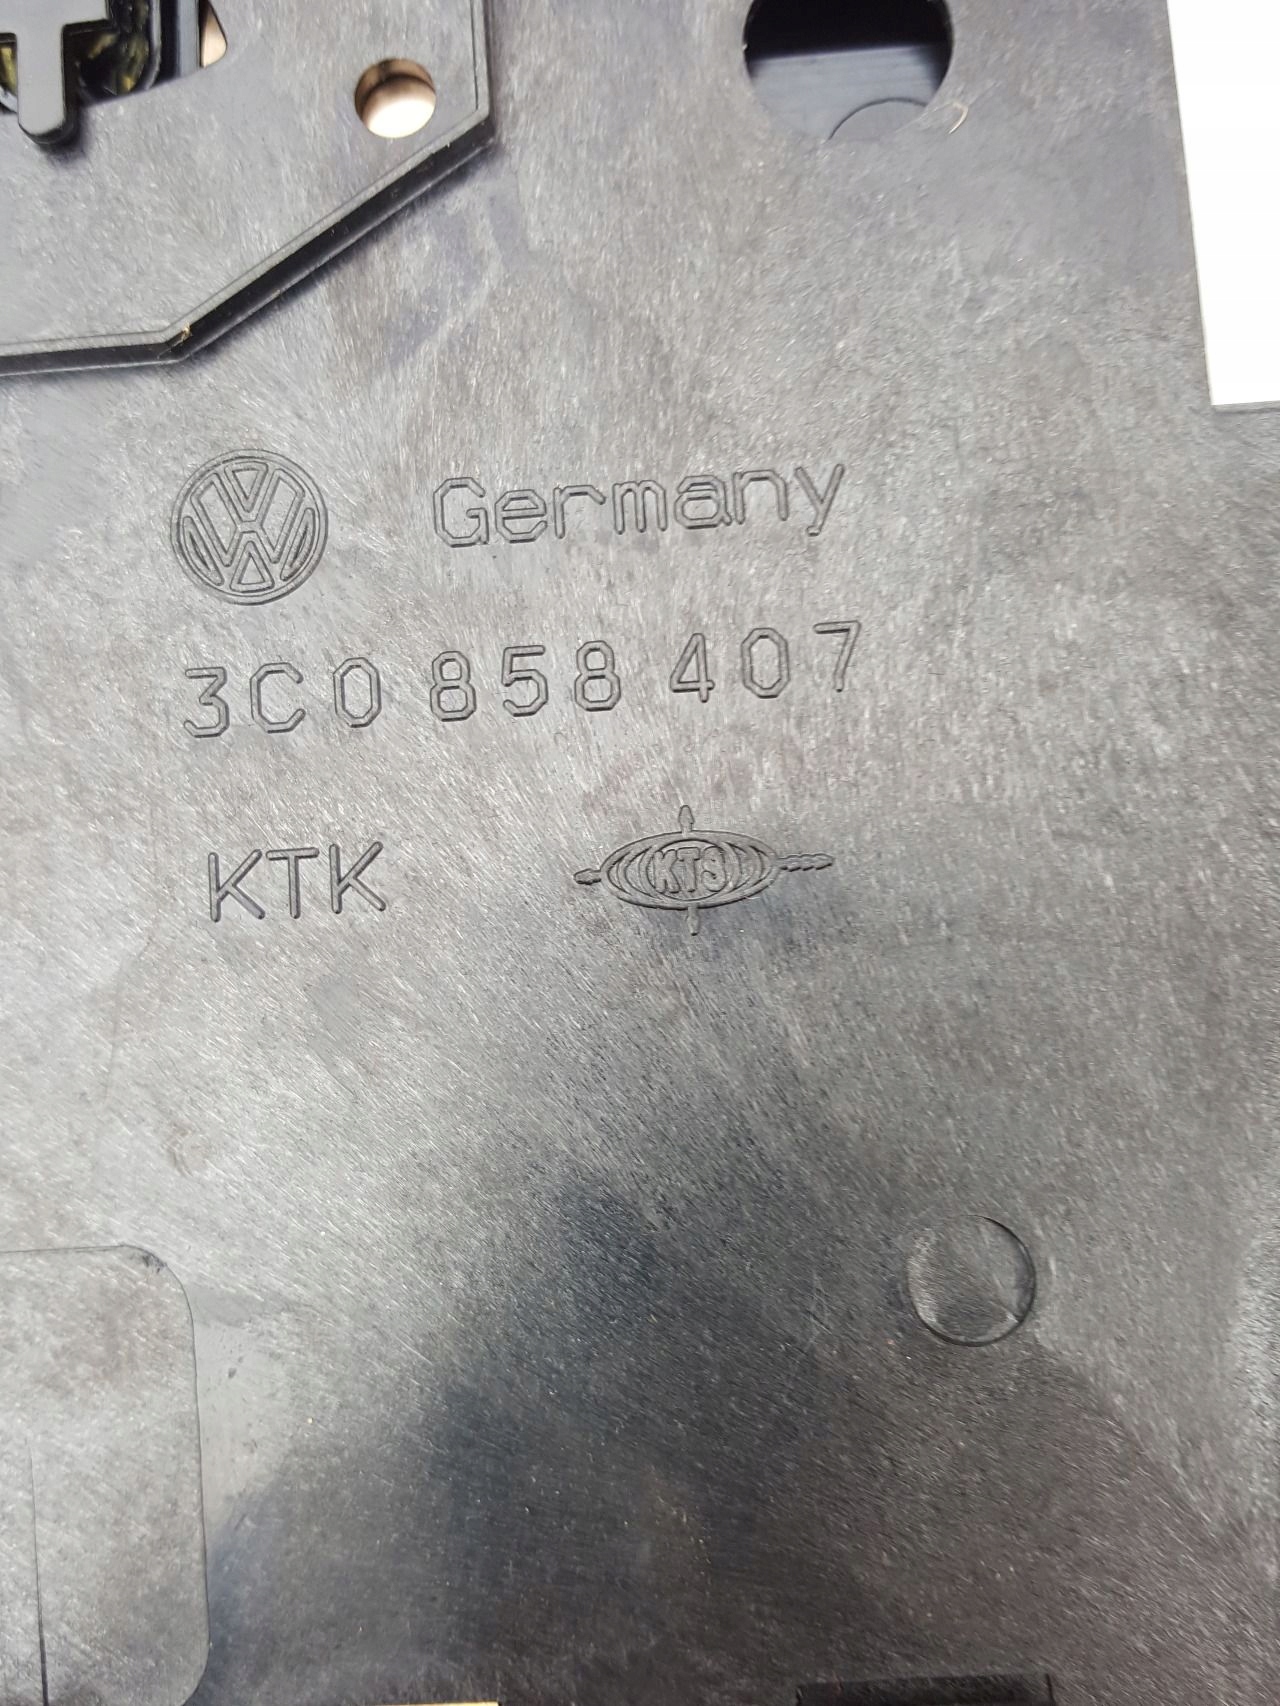 Germany
3C0 858 407
KTK
KTS